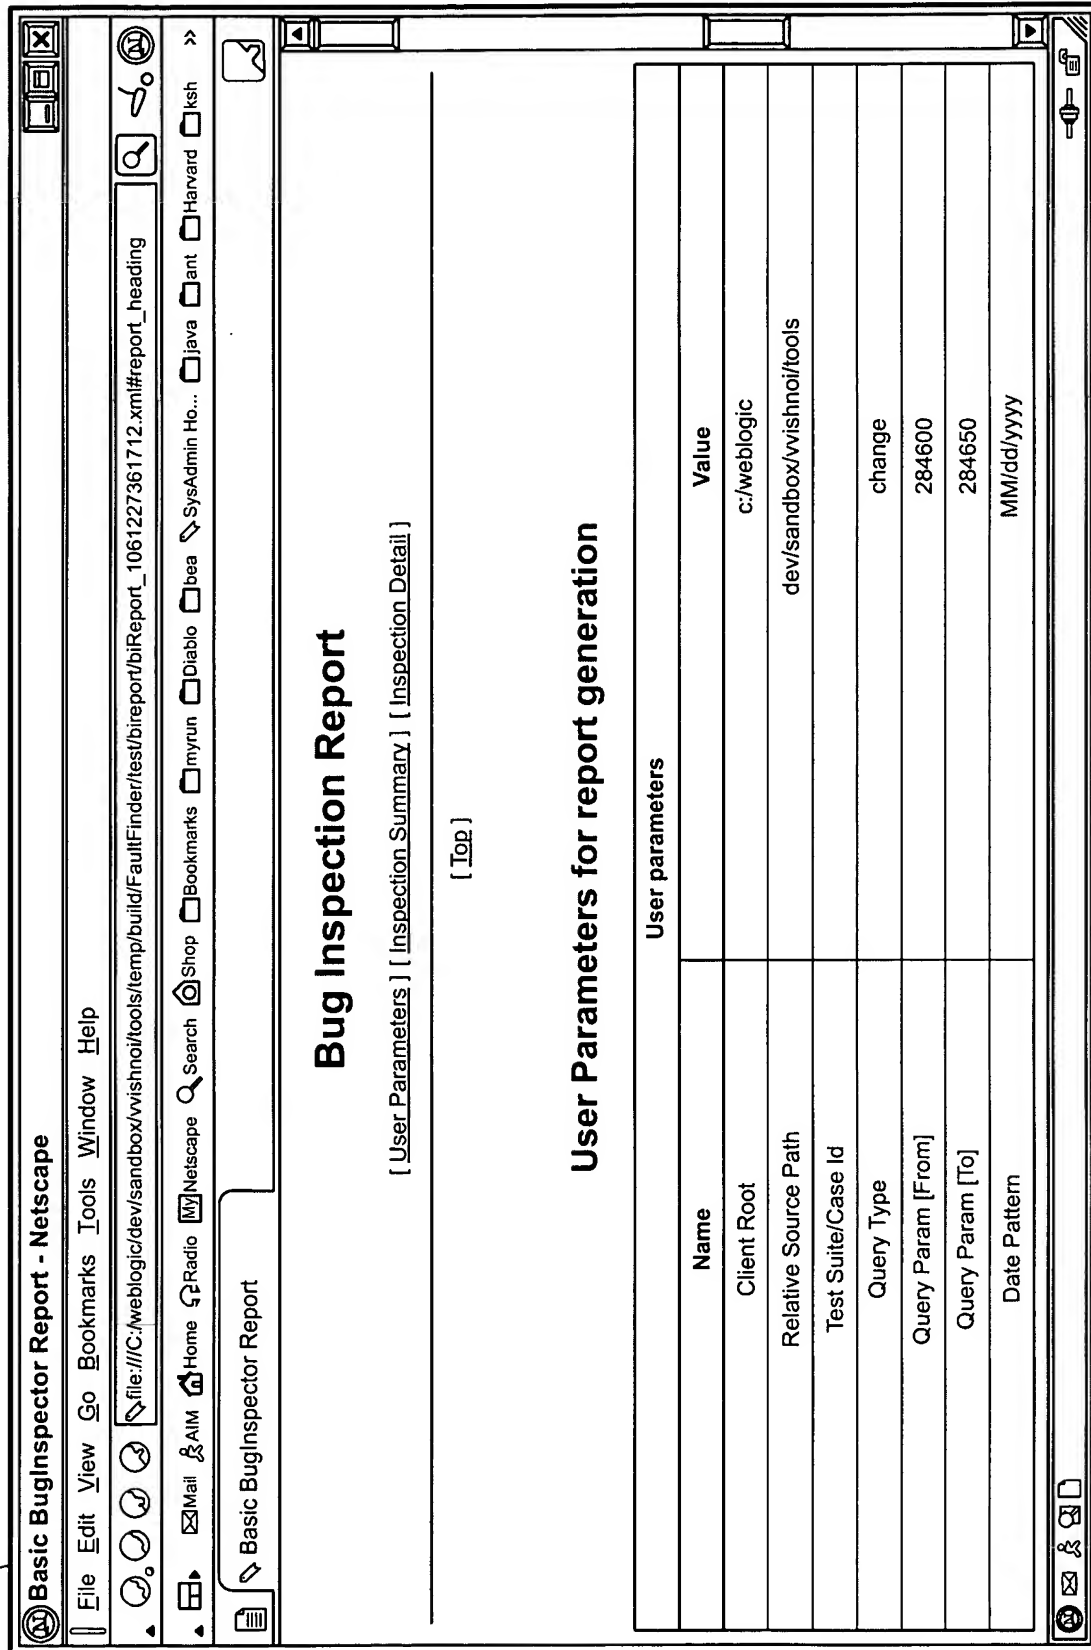 Basic BugInspector Report - Netscape
File Edit View Go Bookmarks Tools Window Help
file:///C:/weblogic/dev/sandbox/vvishnoi/tools/temp/build/FaultFinder/test/bireport/biReport_1061227361712.xml#report_heading
Mail AIM Home Radio My Netscape Search Shop Bookmarks myrun Diablo bea SysAdmin Ho... java ant Harvard ksh »
Basic BugInspector Report
Bug Inspection Report
[ User Parameters ] [ Inspection Summary ] [ Inspection Detail ]
[ Top ]
User Parameters for report generation
User parameters
Name Value
Client Root c:/weblogic
Relative Source Path dev/sandbox/vvishnoi/tools
Test Suite/Case Id
Query Type change
Query Param [From] 284600
Query Param [To] 284650
Date Pattern MM/dd/yyyy